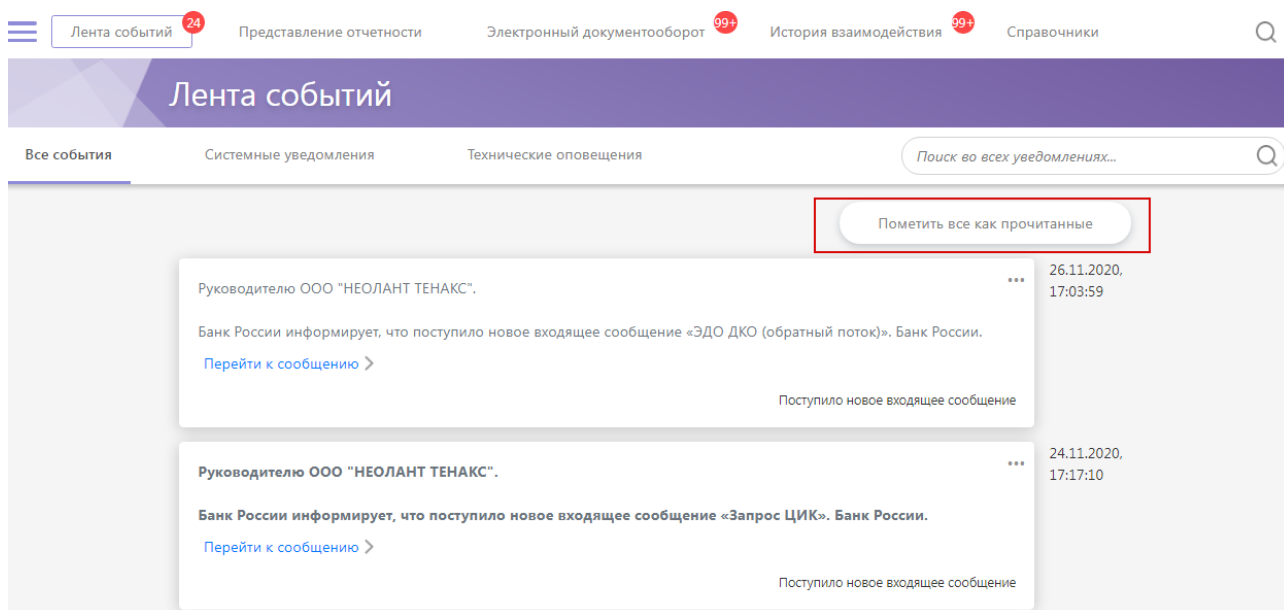 Лента событий 24 Представление отчетности Электронный документооборот 99+ История взаимодействия 99+ Справочники
Лента событий
Все события Системные уведомления Технические оповещения Поиск во всех уведомлениях...
Пометить все как прочитанные
Руководителю ООО "НЕОЛАНТ ТЕНАКС".
26.11.2020,
17:03:59
Банк России информирует, что поступило новое входящее сообщение «ЭДО ДКО (обратный поток)». Банк России.
Перейти к сообщению
Поступило новое входящее сообщение
Руководителю ООО "НЕОЛАНТ ТЕНАКС".
24.11.2020,
17:17:10
Банк России информирует, что поступило новое входящее сообщение «Запрос ЦИК». Банк России.
Перейти к сообщению
Поступило новое входящее сообщение